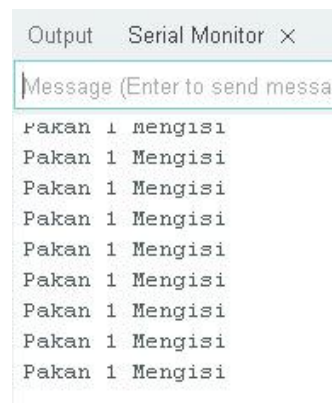 Output Serial Monitor ×
Message (Enter to send messa
Pakan 1 Mengisi
Pakan 1 Mengisi
Pakan 1 Mengisi
Pakan 1 Mengisi
Pakan 1 Mengisi
Pakan 1 Mengisi
Pakan 1 Mengisi
Pakan 1 Mengisi
Pakan 1 Mengisi